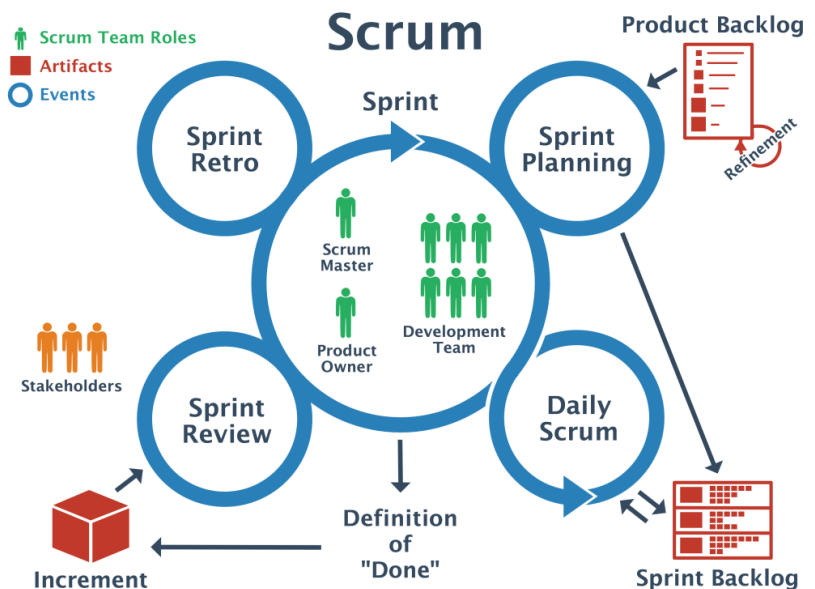 Scrum
Scrum Team Roles
Artifacts
Events
Product Backlog
Refinement
Sprint
Sprint
Retro
Sprint
Planning
Scrum
Master
Product
Owner
Development
Team
Stakeholders
Sprint
Review
Daily
Scrum
Definition
of
"Done"
Increment
Sprint Backlog